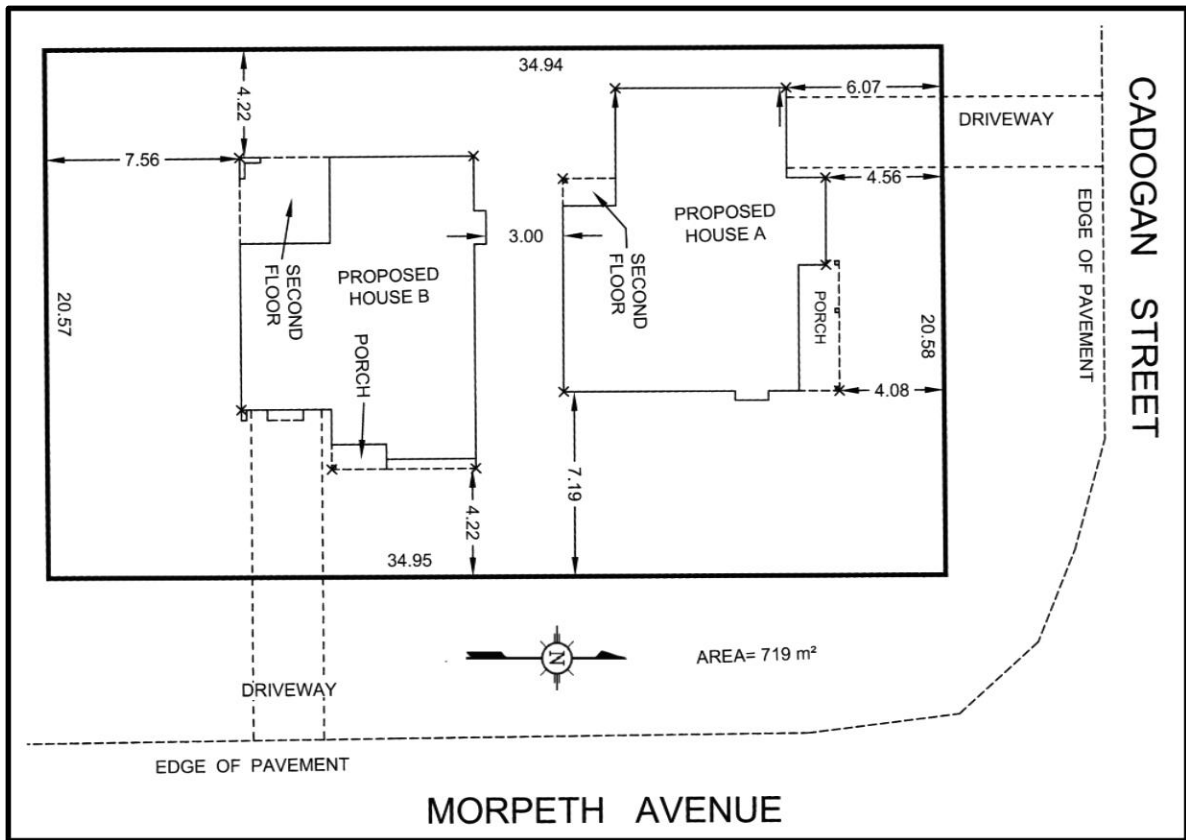 34.94
4.22
6.07
DRIVEWAY
7.56
4.56
PROPOSED
HOUSE A
3.00
SECOND
FLOOR
PROPOSED
HOUSE B
SECOND
FLOOR
PORCH
PORCH
20.57
20.58
4.08
7.19
4.22
34.95
EDGE OF PAVEMENT
CADOGAN STREET
N
AREA= 719 m²
DRIVEWAY
EDGE OF PAVEMENT
MORPETH AVENUE